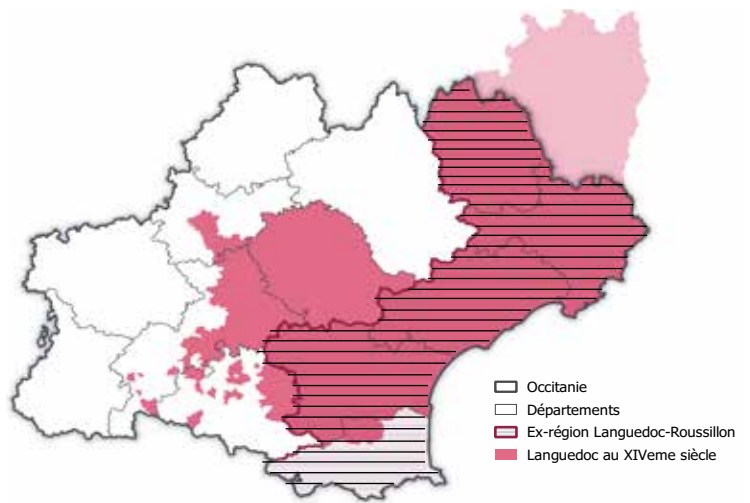 Occitanie
Départements
Ex-région Languedoc-Roussillon
Languedoc au XIVeme siècle